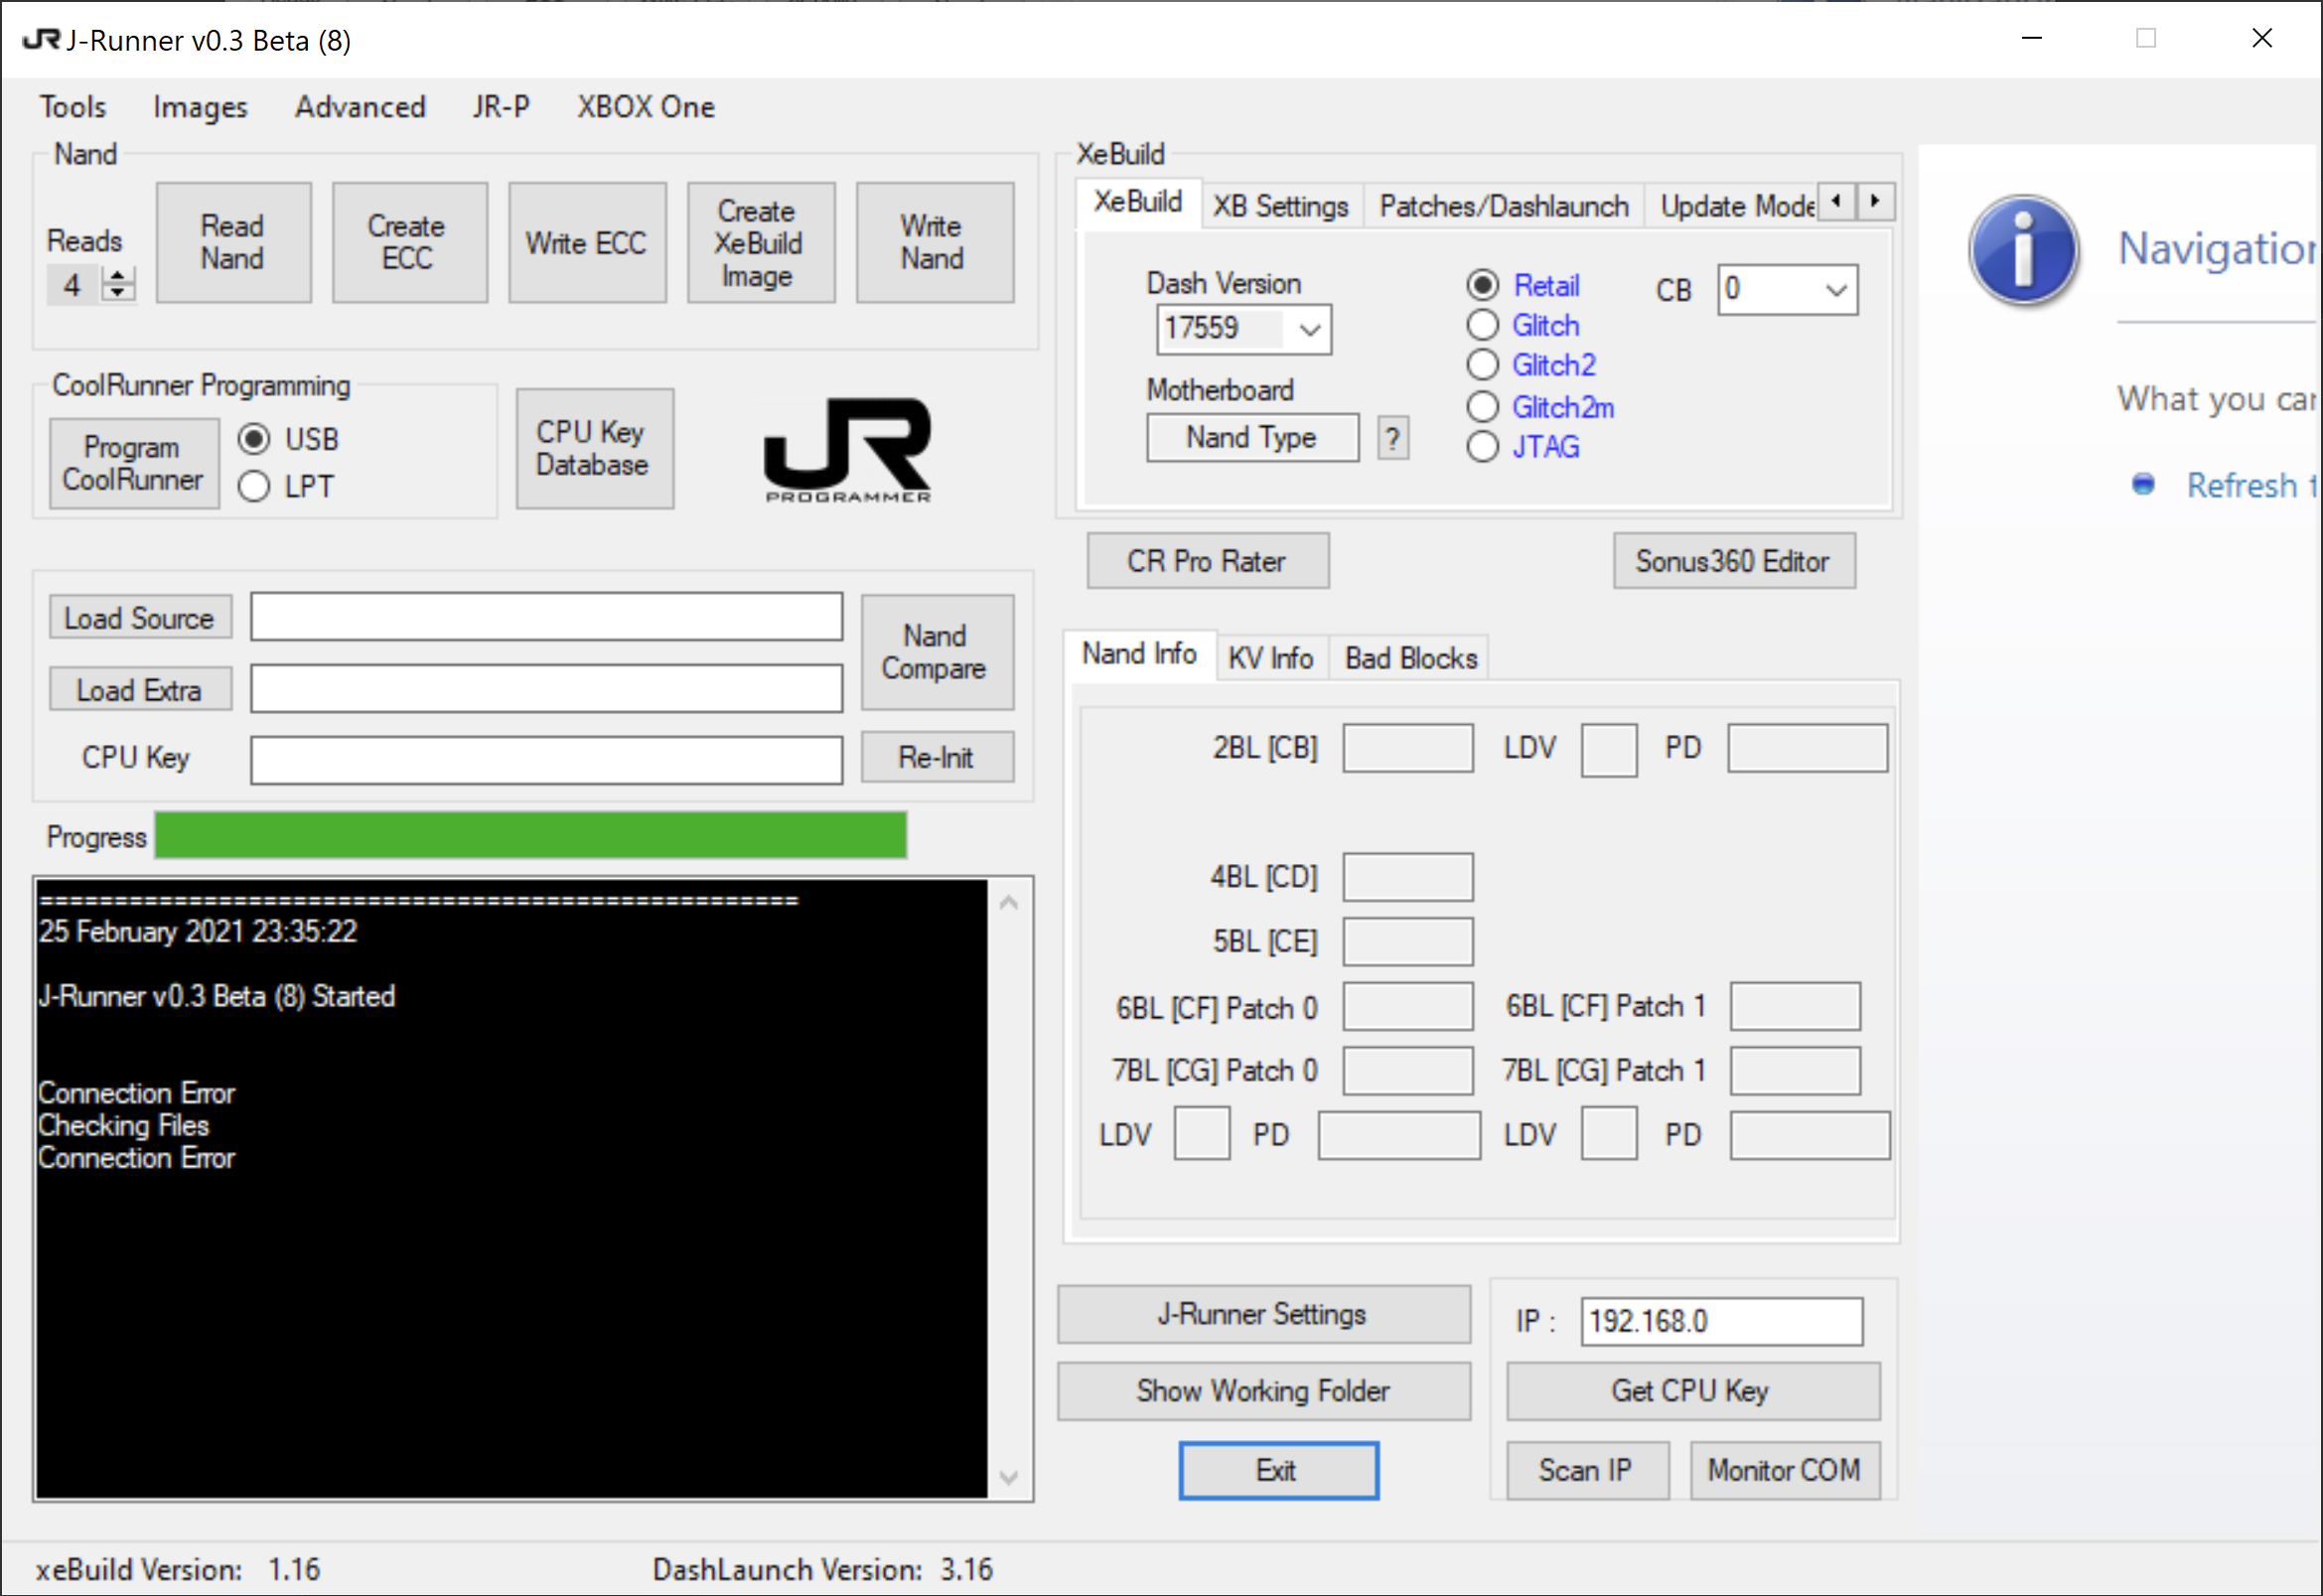 J-Runner v0.3 Beta (8)
Tools Images Advanced JR-P XBOX One
Nand
Reads
4
Read
Nand
Create
ECC
Write ECC
Create
XeBuild
Image
Write
Nand
CoolRunner Programming
Program
CoolRunner
USB
LPT
CPU Key
Database
JR
PROGRAMMER
Load Source
Load Extra
CPU Key
Nand
Compare
Re-Init
Progress
==================================================
25 February 2021 23:35:22
J-Runner v0.3 Beta (8) Started
Connection Error
Checking Files
Connection Error
XeBuild
XeBuild XB Settings Patches/Dashlaunch Update Mode
Dash Version
17559
Motherboard
Nand Type
?
Retail
Glitch
Glitch2
Glitch2m
JTAG
CB 0
CR Pro Rater
Sonus360 Editor
Nand Info KV Info Bad Blocks
2BL [CB] LDV PD
4BL [CD]
5BL [CE]
6BL [CF] Patch 0 6BL [CF] Patch 1
7BL [CG] Patch 0 7BL [CG] Patch 1
LDV PD LDV PD
J-Runner Settings
Show Working Folder
Exit
IP : 192.168.0
Get CPU Key
Scan IP
Monitor COM
Navigation
What you can
Refresh t
xeBuild Version: 1.16 DashLaunch Version: 3.16